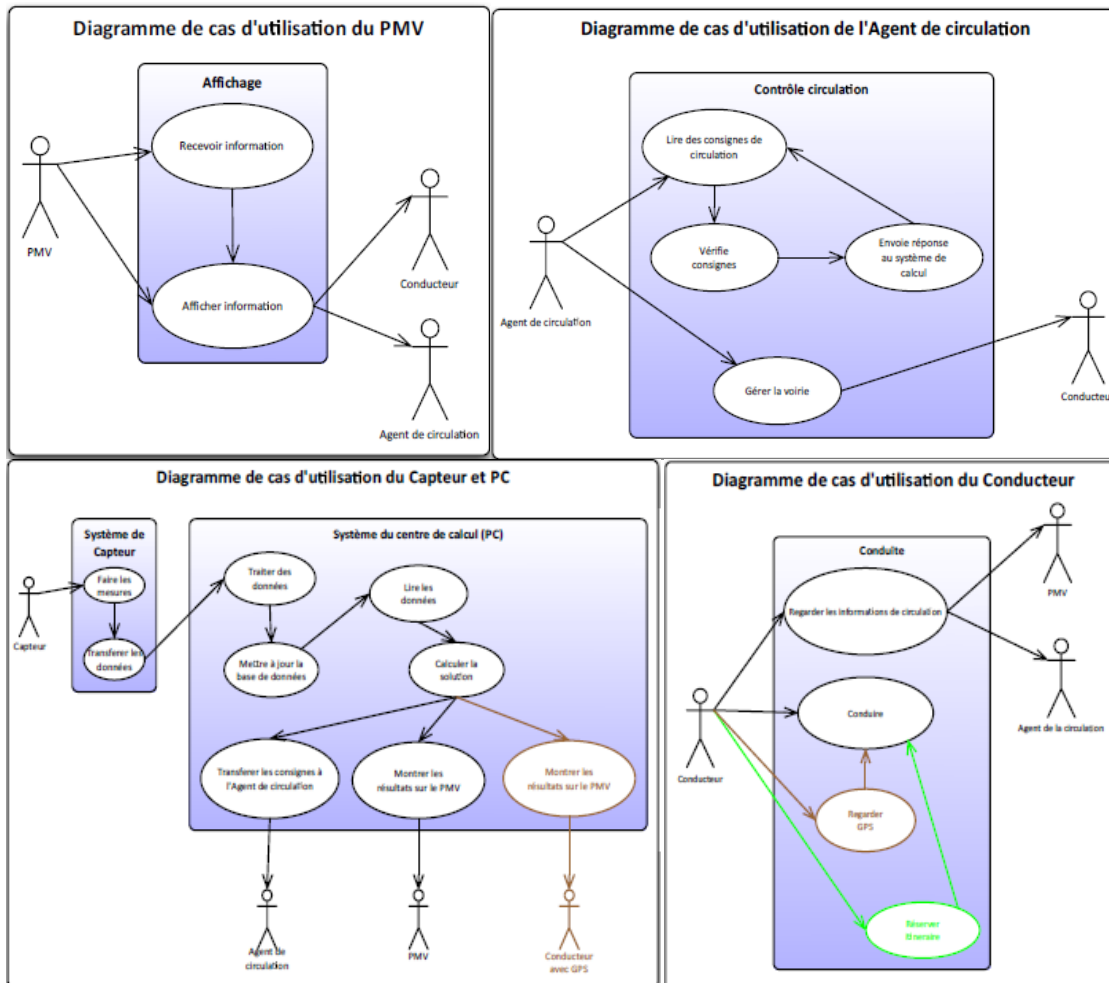 Diagramme de cas d'utilisation du PMV
Affichage
Recevoir information
PMV
Afficher information
Conducteur
Agent de circulation
Diagramme de cas d'utilisation de l'Agent de circulation
Contrôle circulation
Lire des consignes de
circulation
Vérifie
consignes
Envoie réponse
au système de
calcul
Agent de circulation
Gérer la voirie
Conducteur
Diagramme de cas d'utilisation du Capteur et PC
Système de
Capteur
Faire les
mesures
Capteur
Transferer les
données
Système du centre de calcul (PC)
Traiter des
données
Lire les
données
Mettre à jour la
base de données
Calculer la
solution
Transferer les consignes à
l'Agent de circulation
Montrer les
résultats sur le PMV
Montrer les
résultats sur le PMV
Agent de
circulation
PMV
Conducteur
avec GPS
Diagramme de cas d'utilisation du Conducteur
Conduite
Regarder les informations de circulation
PMV
Conduire
Agent de la circulation
Conducteur
Regarder
GPS
Réserver
itineraire